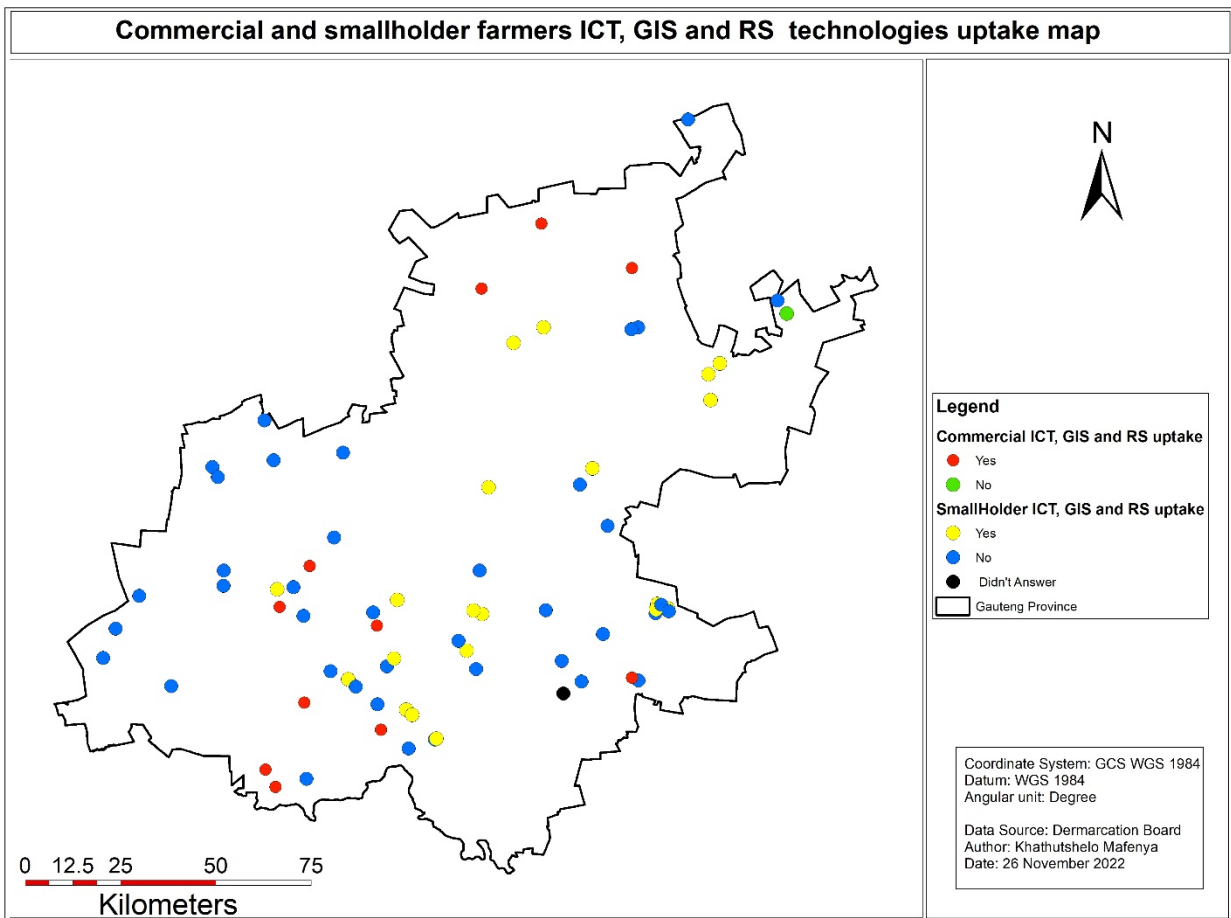 Commercial and smallholder farmers ICT, GIS and RS technologies uptake map
N
Legend
Commercial ICT, GIS and RS uptake
Yes
No
SmallHolder ICT, GIS and RS uptake
Yes
No
Didn't Answer
Gauteng Province
Coordinate System: GCS WGS 1984
Datum: WGS 1984
Angular unit: Degree
Data Source: Dermarcation Board
Author: Khathutshelo Mafenya
Date: 26 November 2022
0 12.5 25 50 75
Kilometers